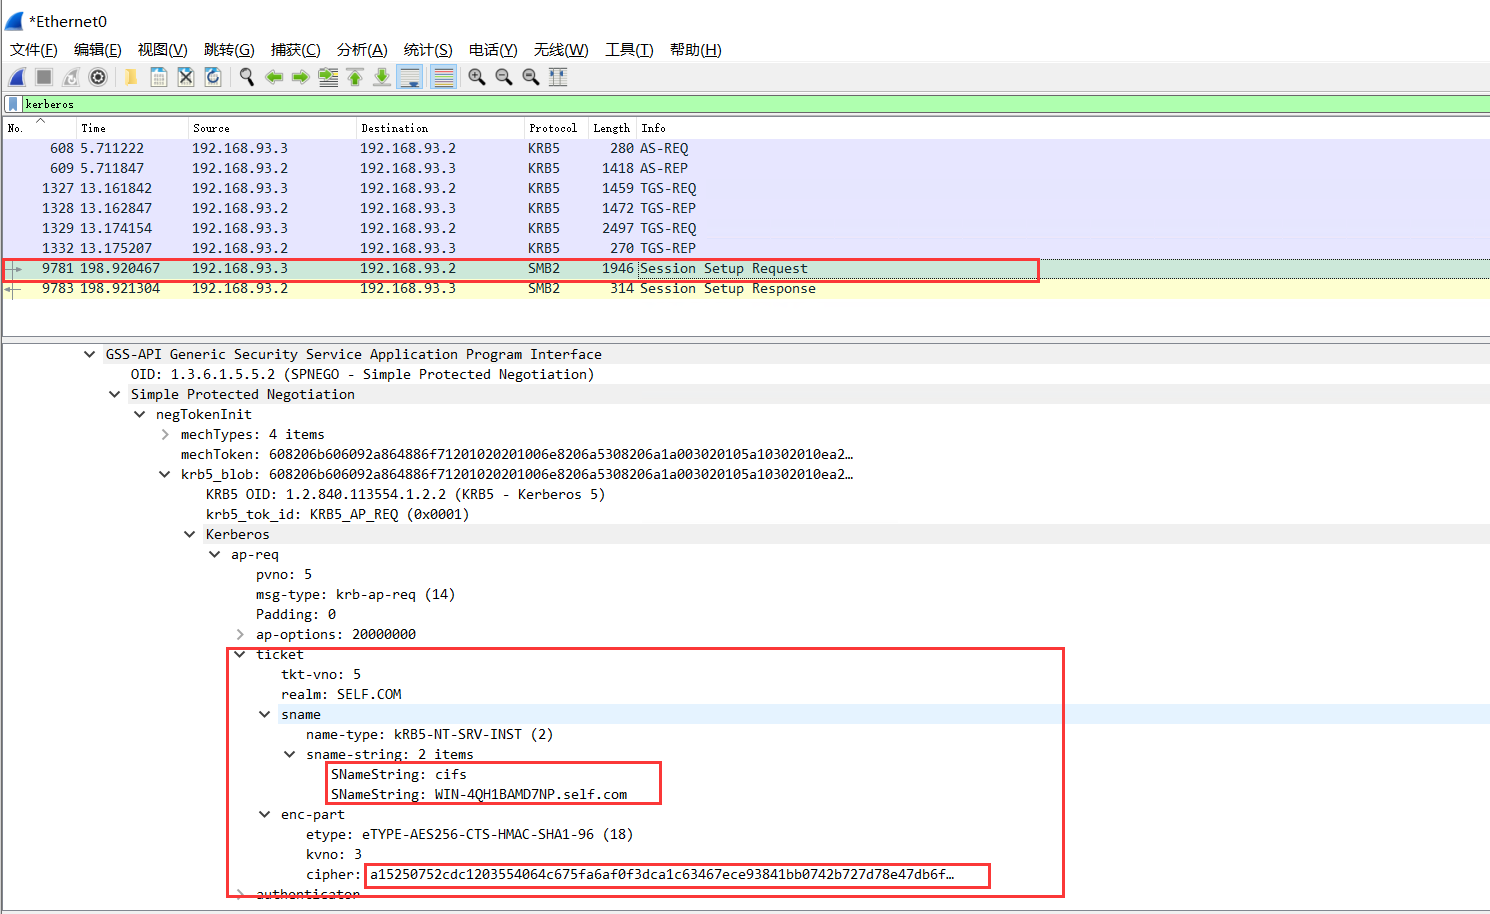 *Ethernet0
文件(F) 编辑(E) 视图(V) 跳转(G) 捕获(C) 分析(A) 统计(S) 电话(Y) 无线(W) 工具(T) 帮助(H)
kerberos
No. Time Source Destination Protocol Length Info
608 5.711222 192.168.93.3 192.168.93.2 KRB5 280 AS-REQ
609 5.711847 192.168.93.2 192.168.93.3 KRB5 1418 AS-REP
1327 13.161842 192.168.93.3 192.168.93.2 KRB5 1459 TGS-REQ
1328 13.162847 192.168.93.2 192.168.93.3 KRB5 1472 TGS-REP
1329 13.174154 192.168.93.3 192.168.93.2 KRB5 2497 TGS-REQ
1332 13.175207 192.168.93.2 192.168.93.3 KRB5 270 TGS-REP
9781 198.920467 192.168.93.3 192.168.93.2 SMB2 1946 Session Setup Request
9783 198.921304 192.168.93.2 192.168.93.3 SMB2 314 Session Setup Response
GSS-API Generic Security Service Application Program Interface
OID: 1.3.6.1.5.5.2 (SPNEGO - Simple Protected Negotiation)
Simple Protected Negotiation
negTokenInit
mechTypes: 4 items
mechToken: 608206b606092a864886f71201020201006e8206a5308206a1a003020105a10302010ea2…
krb5_blob: 608206b606092a864886f71201020201006e8206a5308206a1a003020105a10302010ea2…
KRB5 OID: 1.2.840.113554.1.2.2 (KRB5 - Kerberos 5)
krb5_tok_id: KRB5_AP_REQ (0x0001)
Kerberos
ap-req
pvno: 5
msg-type: krb-ap-req (14)
Padding: 0
ap-options: 20000000
ticket
tkt-vno: 5
realm: SELF.COM
sname
name-type: kRB5-NT-SRV-INST (2)
sname-string: 2 items
SNameString: cifs
SNameString: WIN-4QH1BAMD7NP.self.com
enc-part
etype: eTYPE-AES256-CTS-HMAC-SHA1-96 (18)
kvno: 3
cipher: a15250752cdc1203554064c675fa6af0f3dca1c63467ece93841bb0742b727d78e47db6f…
authenticator